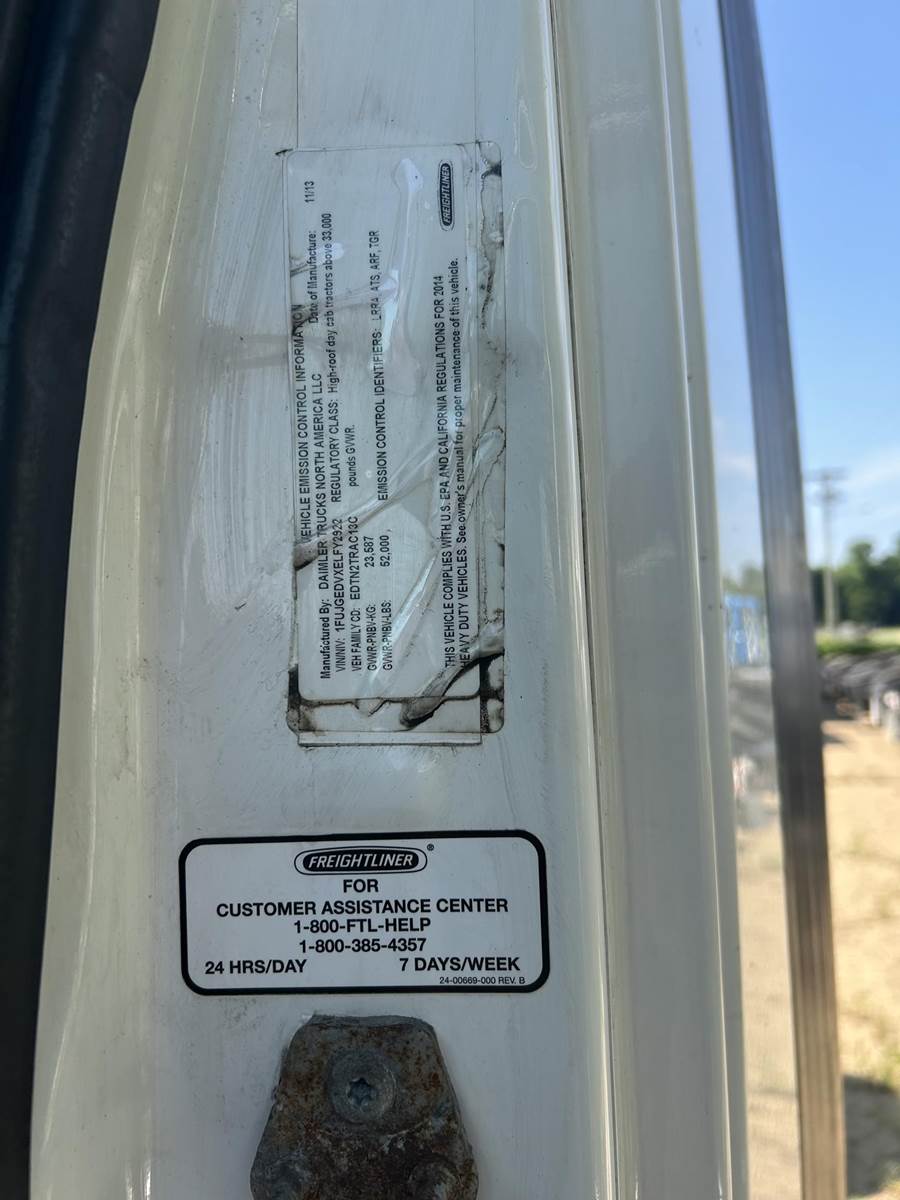 VEHICLE EMISSION CONTROL INFORMATION
Manufactured By: DAIMLER TRUCKS NORTH AMERICA LLC Date of Manufacture: 11/13
VIN/NIV: 1FUJGEDVXELFY2922 REGULATORY CLASS: High-roof day cab tractors above 33,000
VEH FAMILY CD: EDTN2TRAC13C pounds GVWR.
GVWR-PNBV-KG: 23,587
GVWR-PNBV-LBS: 52,000 EMISSION CONTROL IDENTIFIERS: LRRA, ATS, ARF, TGR
THIS VEHICLE COMPLIES WITH U.S. EPA AND CALIFORNIA REGULATIONS FOR 2014
HEAVY DUTY VEHICLES. See owner's manual for proper maintenance of this vehicle.
FREIGHTLINER
FREIGHTLINER®
FOR
CUSTOMER ASSISTANCE CENTER
1-800-FTL-HELP
1-800-385-4357
24 HRS/DAY 7 DAYS/WEEK
24-00669-000 REV. B